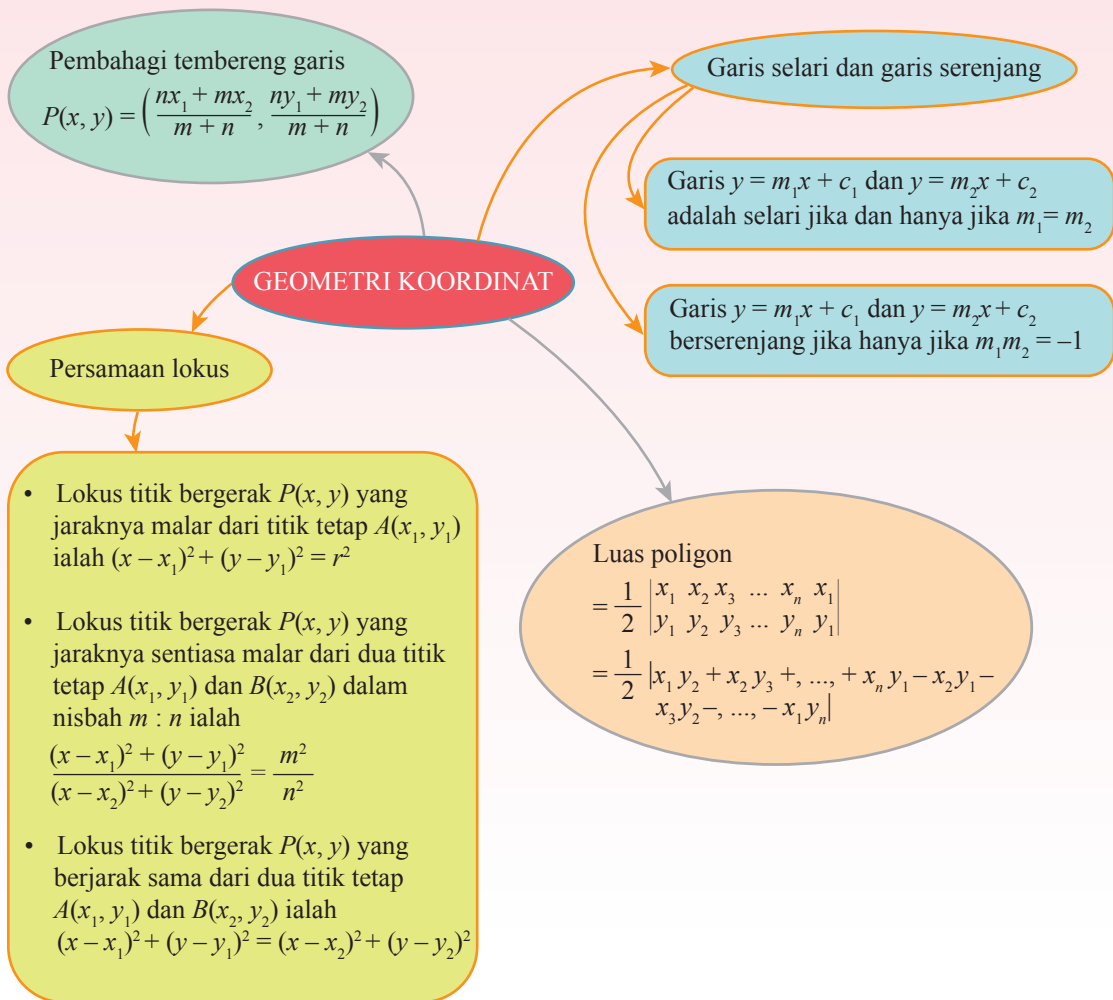 Pembahagi tembereng garis
P(x, y) = (nx₁ + mx₂ / m + n, ny₁ + my₂ / m + n)
Garis selari dan garis serenjang
Garis y = m₁x + c₁ dan y = m₂x + c₂
adalah selari jika dan hanya jika m₁= m₂
GEOMETRI KOORDINAT
Garis y = m₁x + c₁ dan y = m₂x + c₂
berserenjang jika hanya jika m₁m₂ = –1
Persamaan lokus
• Lokus titik bergerak P(x, y) yang
jaraknya malar dari titik tetap A(x₁, y₁)
ialah (x – x₁)² + (y – y₁)² = r²
• Lokus titik bergerak P(x, y) yang
jaraknya sentiasa malar dari dua titik
tetap A(x₁, y₁) dan B(x₂, y₂) dalam
nisbah m : n ialah
(x – x₁)² + (y – y₁)² / (x – x₂)² + (y – y₂)² = m² / n²
• Lokus titik bergerak P(x, y) yang
berjarak sama dari dua titik tetap
A(x₁, y₁) dan B(x₂, y₂) ialah
(x – x₁)² + (y – y₁)² = (x – x₂)² + (y – y₂)²
Luas poligon
= 1/2 |x₁ x₂ x₃ ... xₙ x₁|
|y₁ y₂ y₃ ... yₙ y₁|
= 1/2 |x₁y₂ + x₂y₃ +, ..., + xₙy₁ – x₂y₁ –
x₃y₂ –, ..., – x₁yₙ|